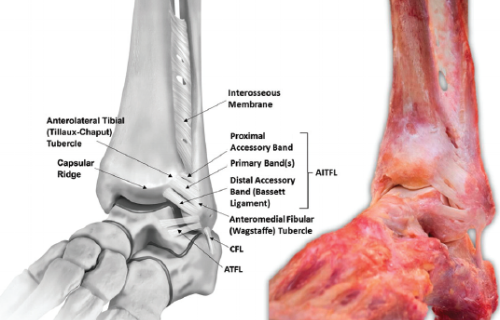 Interosseous
Membrane
Anterolateral Tibial
(Tillaux-Chaput)
Tubercle
Proximal
Accessory Band
Capsular
Ridge
Primary Band(s)
AITFL
Distal Accessory
Band (Bassett
Ligament)
Anteromedial Fibular
(Wagstaffe) Tubercle
CFL
ATFL